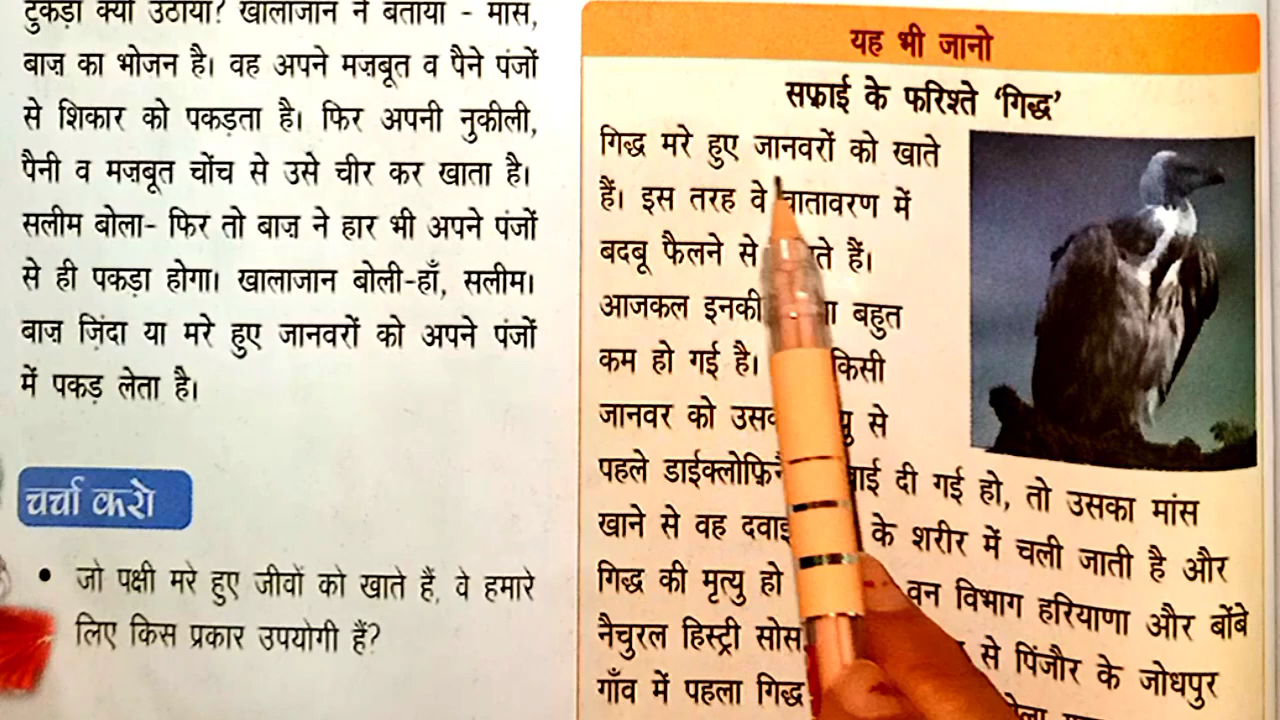 टुकड़ा क्यों उठाया? खालाजान ने बताया - मांस,
बाज़ का भोजन है। वह अपने मज़बूत व पैने पंजों
से शिकार को पकड़ता है। फिर अपनी नुकीली,
पैनी व मज़बूत चोंच से उसे चीर कर खाता है।
सलीम बोला- फिर तो बाज़ ने हार भी अपने पंजों
से ही पकड़ा होगा। खालाजान बोली-हाँ, सलीम।
बाज़ ज़िंदा या मरे हुए जानवरों को अपने पंजों
में पकड़ लेता है।
चर्चा करो
• जो पक्षी मरे हुए जीवों को खाते हैं, वे हमारे
लिए किस प्रकार उपयोगी हैं?
यह भी जानो
सफ़ाई के फरिश्ते ‘गिद्ध’
गिद्ध मरे हुए जानवरों को खाते
हैं। इस तरह वे वातावरण में
बदबू फैलने से हैं।
आजकल इनकी बहुत
कम हो गई है। किसी
जानवर को से
पहले दी गई हो, तो उसका मांस
खाने से वह दवाई के शरीर में चली जाती है और
गिद्ध की मृत्यु हो वन विभाग हरियाणा और बोंबे
नैचुरल हिस्ट्री से पिंजौर के जोधपुर
गाँव में पहला गिद्ध